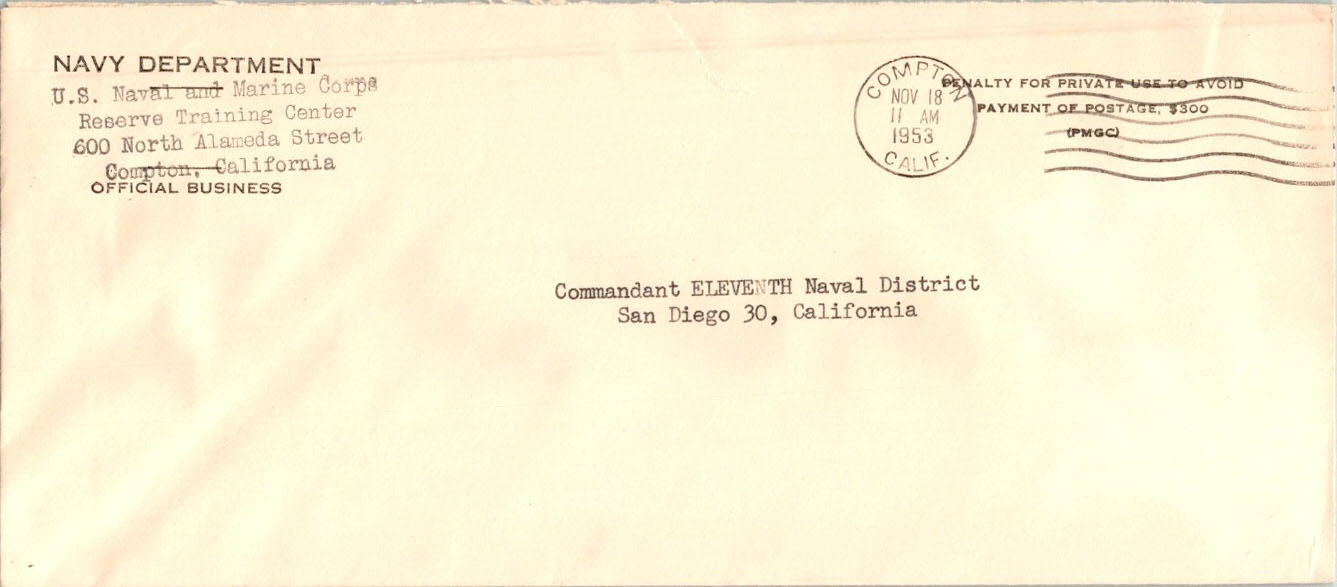 NAVY DEPARTMENT
U.S. Naval and Marine Corps
Reserve Training Center
600 North Alameda Street
Compton, California
OFFICIAL BUSINESS
COMPTON
NOV 18
11 AM
1953
CALIF.
PENALTY FOR PRIVATE USE TO AVOID
PAYMENT OF POSTAGE, $300
(PMGC)
Commandant ELEVENTH Naval District
San Diego 30, California